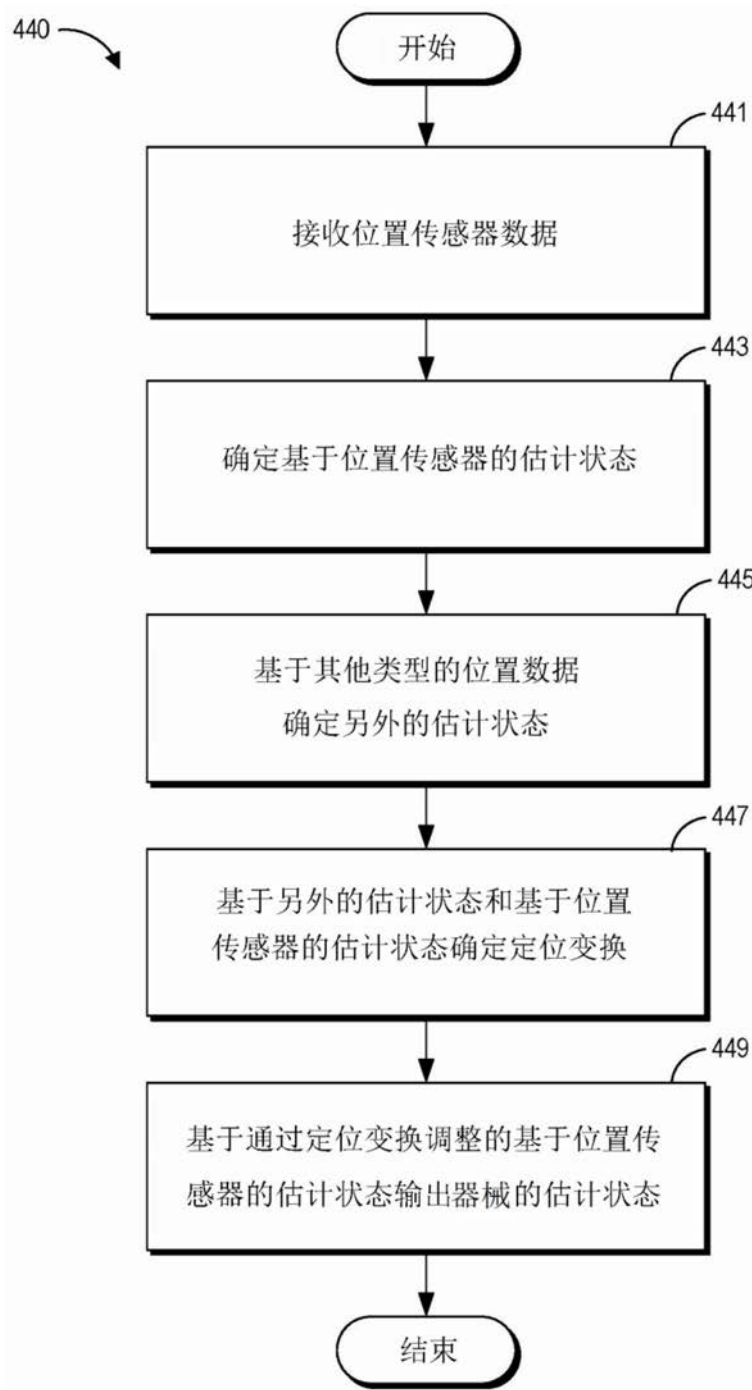 440
开始
441
接收位置传感器数据
443
确定基于位置传感器的估计状态
445
基于其他类型的位置数据
确定另外的估计状态
447
基于另外的估计状态和基于位置
传感器的估计状态确定定位变换
449
基于通过定位变换调整的基于位置传
感器的估计状态输出器械的估计状态
结束